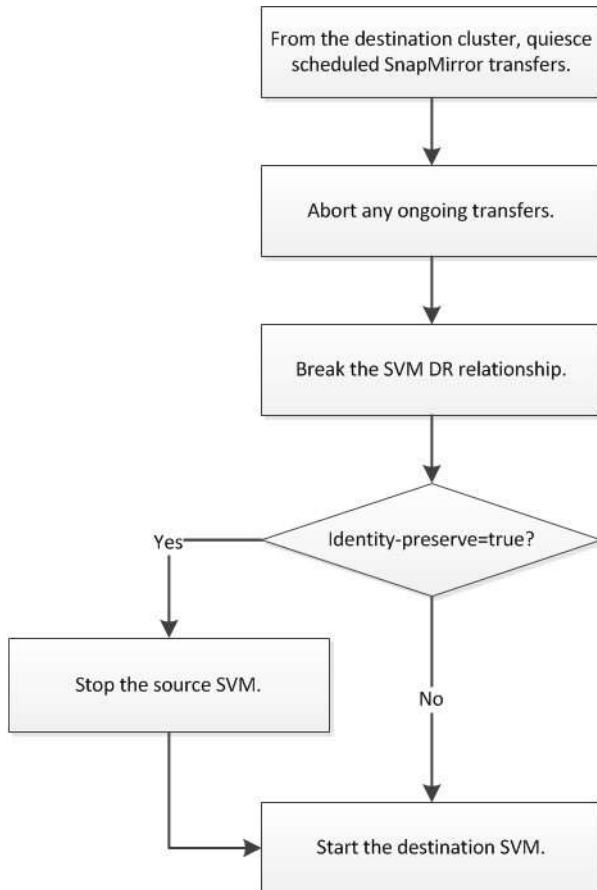 From the destination cluster, quiesce
scheduled SnapMirror transfers.
Abort any ongoing transfers.
Break the SVM DR relationship.
Identity-preserve=true?
Yes
Stop the source SVM.
No
Start the destination SVM.